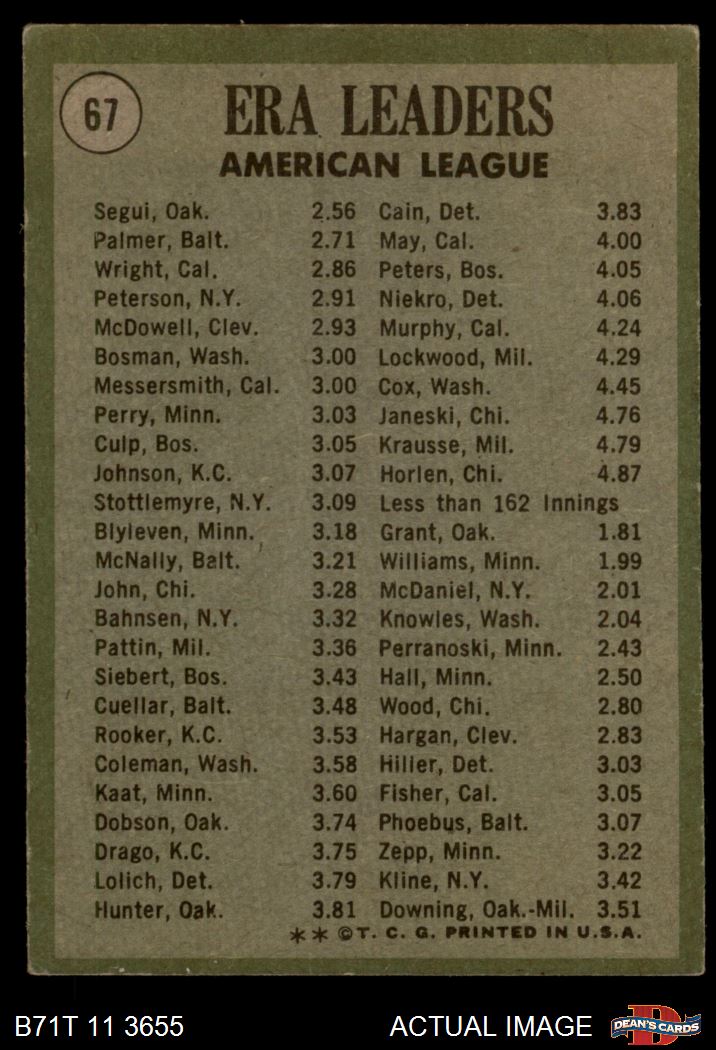 67
ERA LEADERS
AMERICAN LEAGUE
Segui, Oak. 2.56
Palmer, Balt. 2.71
Wright, Cal. 2.86
Peterson, N.Y. 2.91
McDowell, Clev. 2.93
Bosman, Wash. 3.00
Messersmith, Cal. 3.00
Perry, Minn. 3.03
Culp, Bos. 3.05
Johnson, K.C. 3.07
Stottlemyre, N.Y. 3.09
Blyleven, Minn. 3.18
McNally, Balt. 3.21
John, Chi. 3.28
Bahnsen, N.Y. 3.32
Pattin, Mil. 3.36
Siebert, Bos. 3.43
Cuellar, Balt. 3.48
Rooker, K.C. 3.53
Coleman, Wash. 3.58
Kaat, Minn. 3.60
Dobson, Oak. 3.74
Drago, K.C. 3.75
Lolich, Det. 3.79
Hunter, Oak. 3.81
Cain, Det. 3.83
May, Cal. 4.00
Peters, Bos. 4.05
Niekro, Det. 4.06
Murphy, Cal. 4.24
Lockwood, Mil. 4.29
Cox, Wash. 4.45
Janeski, Chi. 4.76
Krausse, Mil. 4.79
Horlen, Chi. 4.87
Less than 162 Innings
Grant, Oak. 1.81
Williams, Minn. 1.99
McDaniel, N.Y. 2.01
Knowles, Wash. 2.04
Perranoski, Minn. 2.43
Hall, Minn. 2.50
Wood, Chi. 2.80
Hargan, Clev. 2.83
Hiller, Det. 3.03
Fisher, Cal. 3.05
Phoebus, Balt. 3.07
Zepp, Minn. 3.22
Kline, N.Y. 3.42
Downing, Oak.-Mil. 3.51
** ©T. C. G. PRINTED IN U.S.A.
B71T 11 3655
ACTUAL IMAGE
DEAN'S CARDS